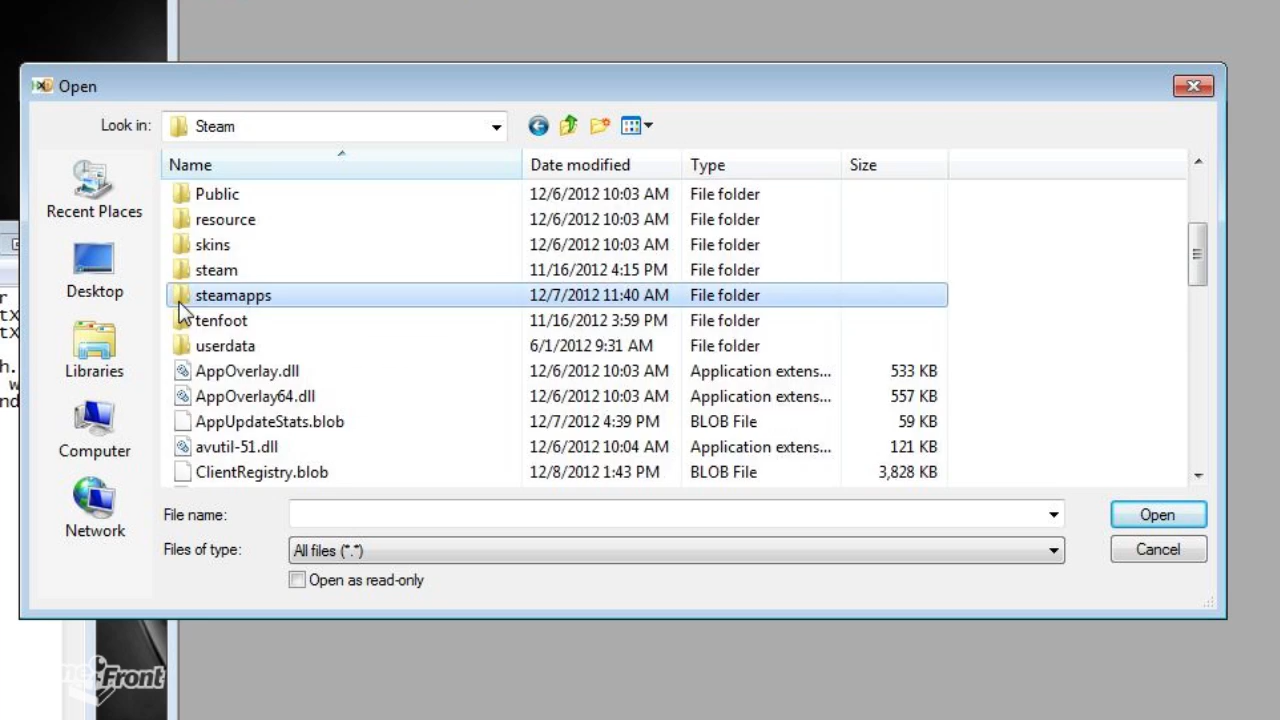 Open
Look in: Steam
Name Date modified Type Size
Public 12/6/2012 10:03 AM File folder
resource 12/6/2012 10:03 AM File folder
skins 12/6/2012 10:03 AM File folder
steam 11/16/2012 4:15 PM File folder
steamapps 12/7/2012 11:40 AM File folder
tenfoot 11/16/2012 3:59 PM File folder
userdata 6/1/2012 9:31 AM File folder
AppOverlay.dll 12/6/2012 10:03 AM Application extens... 533 KB
AppOverlay64.dll 12/6/2012 10:03 AM Application extens... 557 KB
AppUpdateStats.blob 12/7/2012 4:39 PM BLOB File 59 KB
avutil-51.dll 12/6/2012 10:04 AM Application extens... 121 KB
ClientRegistry.blob 12/8/2012 1:43 PM BLOB File 3,828 KB
Recent Places
Desktop
Libraries
Computer
Network
File name: Open
Files of type: All files (*.*) Cancel
Open as read-only
r
tx
tx
h.
w
nd
Front